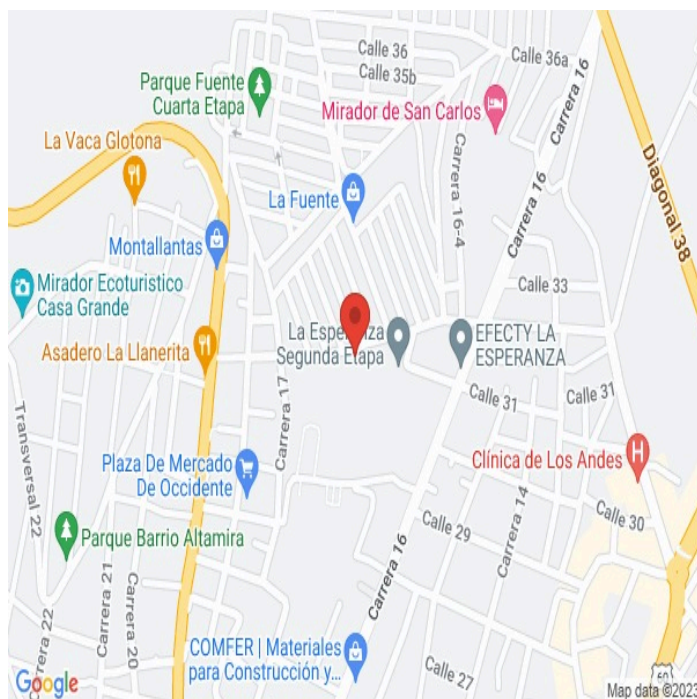 Calle 36
Calle 36a
Calle 35b
Parque Fuente
Cuarta Etapa
Mirador de San Carlos
Carrera 16
Diagonal 38
La Vaca Glotona
Carrera 16-4
La Fuente
Carrera 16
Montallantas
Calle 33
Mirador Ecoturistico
Casa Grande
La Esperanza
Segunda Etapa
EFECTY LA
ESPERANZA
Asadero La Llanerita
Carrera 17
Calle 31
Calle 31
Transversal 22
Clínica de Los Andes
Plaza De Mercado
De Occidente
Carrera 14
Calle 30
Calle 29
Parque Barrio Altamira
Carrera 16
Carrera 21
Carrera 20
Carrera 22
COMFER | Materiales
para Construcción y...
Calle 27
Google
Map data ©2023